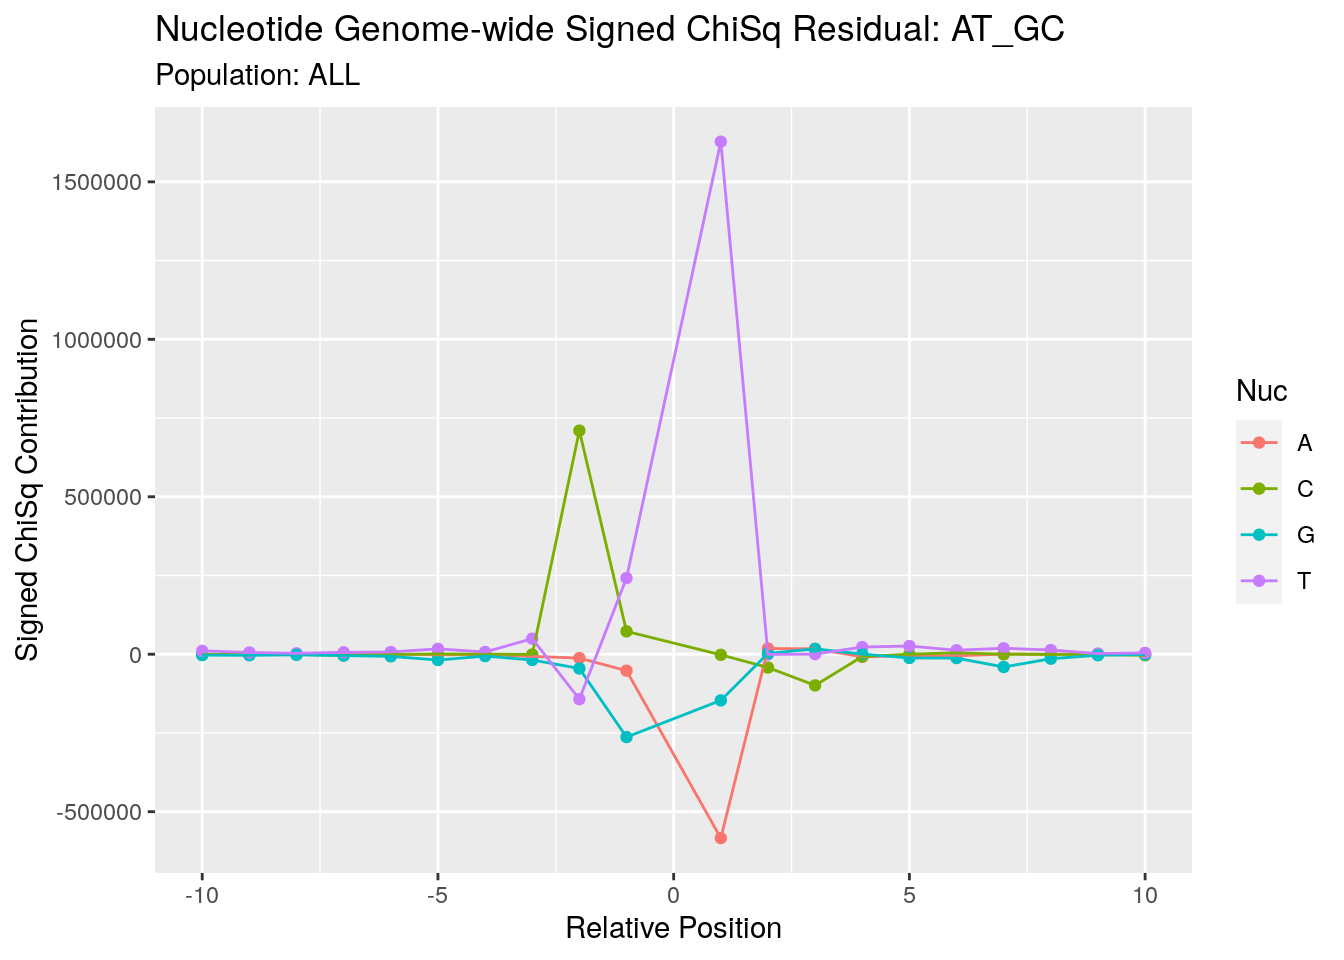 Nucleotide Genome-wide Signed ChiSq Residual: AT_GC
Population: ALL
1500000
1000000
500000
0
-500000
Signed ChiSq Contribution
-10
-5
0
5
10
Relative Position
Nuc
A
C
G
T